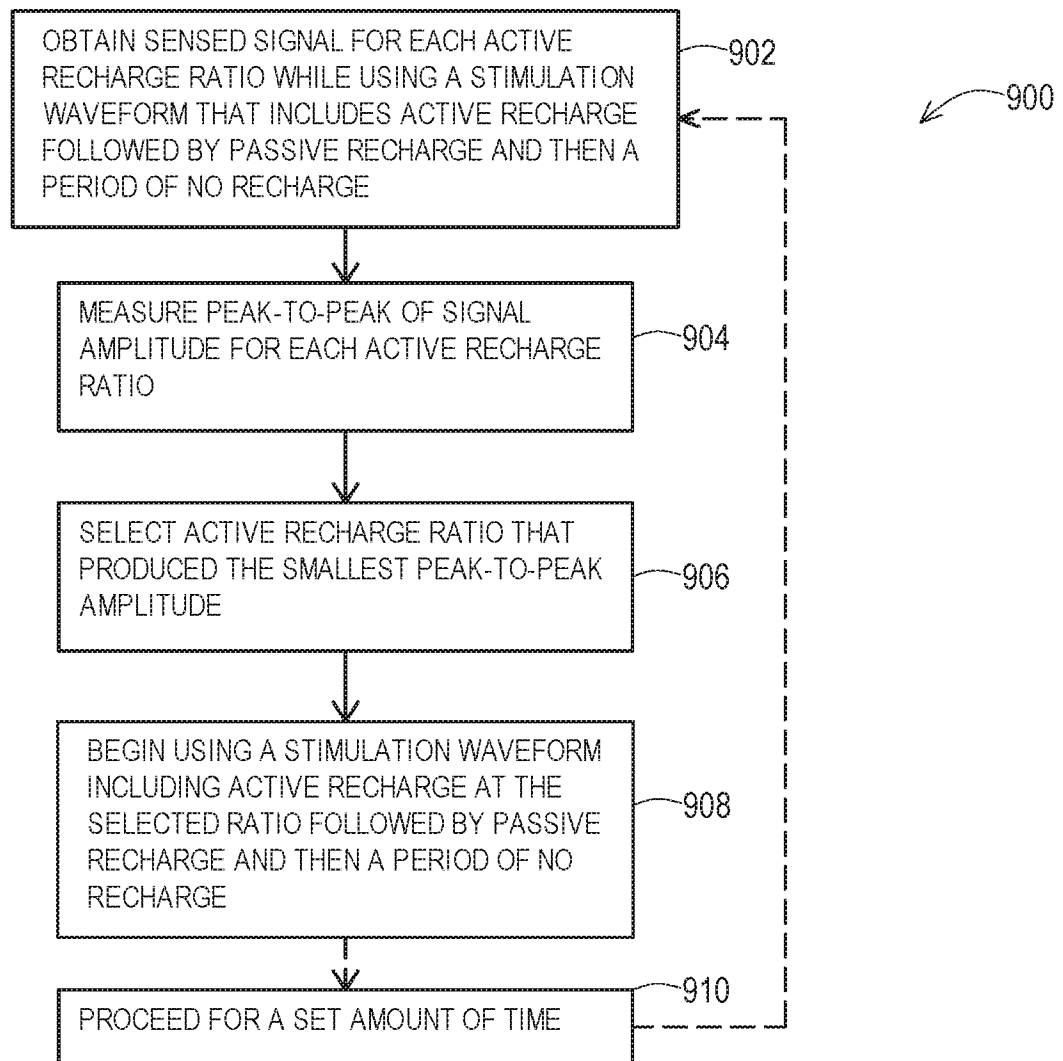 OBTAIN SENSED SIGNAL FOR EACH ACTIVE
RECHARGE RATIO WHILE USING A STIMULATION
WAVEFORM THAT INCLUDES ACTIVE RECHARGE
FOLLOWED BY PASSIVE RECHARGE AND THEN A
PERIOD OF NO RECHARGE
902
900
MEASURE PEAK-TO-PEAK OF SIGNAL
AMPLITUDE FOR EACH ACTIVE RECHARGE
RATIO
904
SELECT ACTIVE RECHARGE RATIO THAT
PRODUCED THE SMALLEST PEAK-TO-PEAK
AMPLITUDE
906
BEGIN USING A STIMULATION WAVEFORM
INCLUDING ACTIVE RECHARGE AT THE
SELECTED RATIO FOLLOWED BY PASSIVE
RECHARGE AND THEN A PERIOD OF NO
RECHARGE
908
PROCEED FOR A SET AMOUNT OF TIME
910